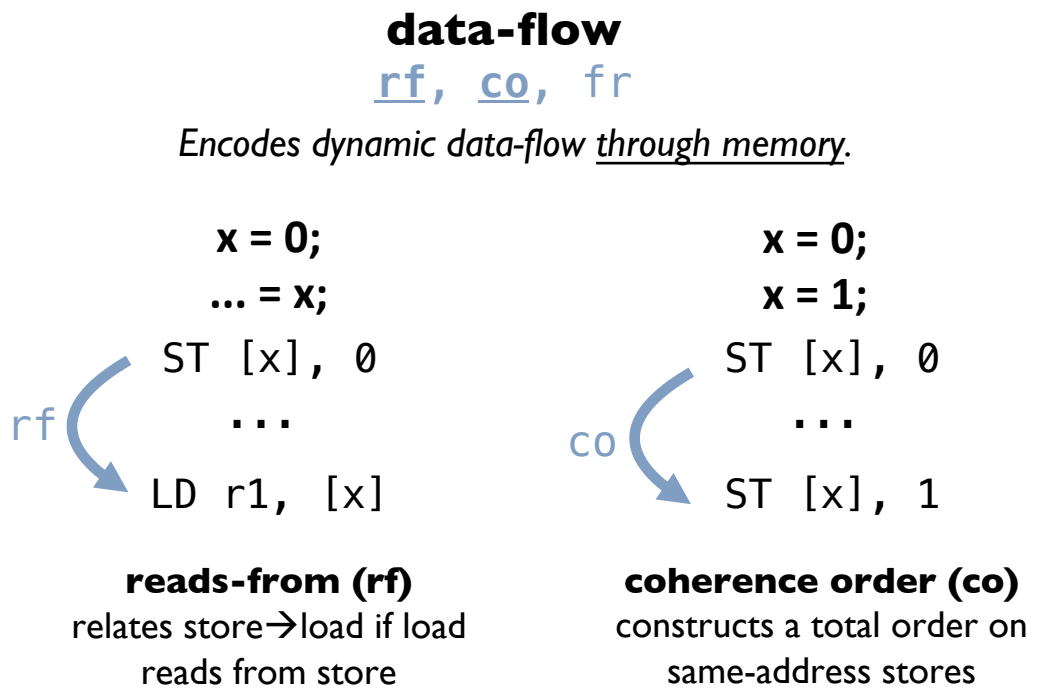 data-flow
rf, co, fr
Encodes dynamic data-flow through memory.
x = 0;
... = x;
ST [x], 0
rf
...
LD r1, [x]
reads-from (rf)
relates store→load if load
reads from store
x = 0;
x = 1;
ST [x], 0
co
...
ST [x], 1
coherence order (co)
constructs a total order on
same-address stores